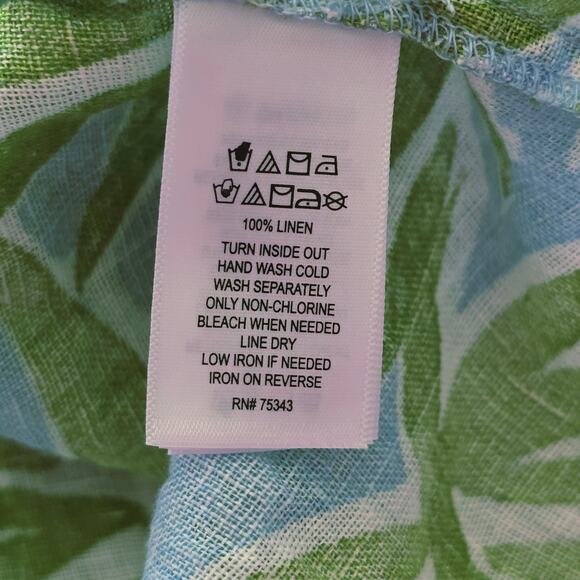 100% LINEN
TURN INSIDE OUT
HAND WASH COLD
WASH SEPARATELY
ONLY NON-CHLORINE
BLEACH WHEN NEEDED
LINE DRY
LOW IRON IF NEEDED
IRON ON REVERSE
RN# 75343